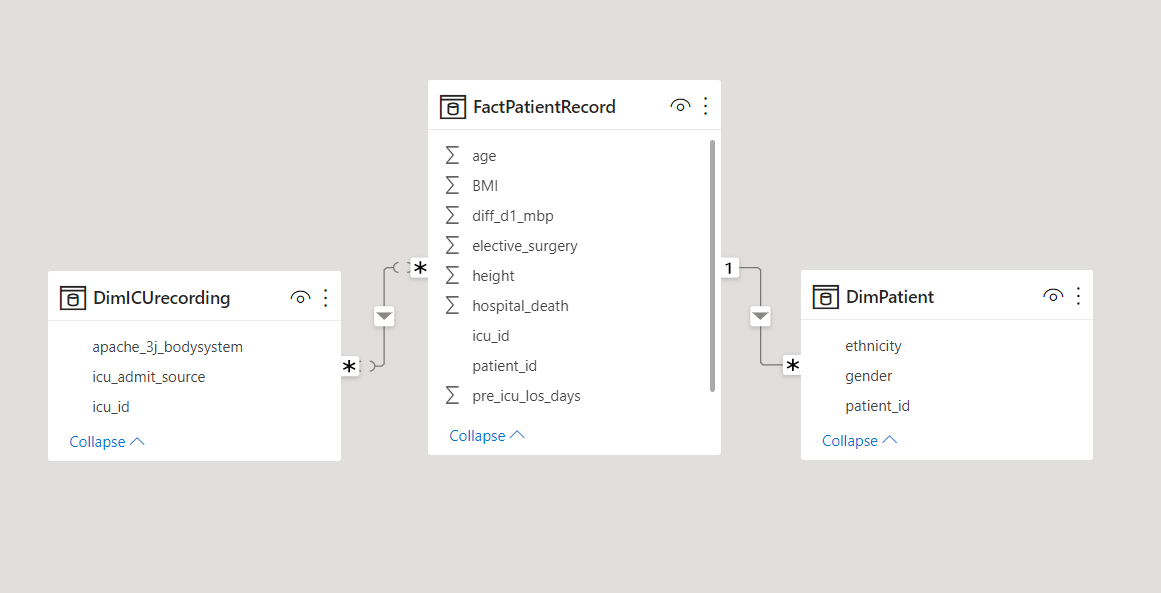 FactPatientRecord
age
BMI
diff_d1_mbp
elective_surgery
height
hospital_death
icu_id
patient_id
pre_icu_los_days
Collapse
DimICUrecording
apache_3j_bodysystem
icu_admit_source
icu_id
Collapse
DimPatient
ethnicity
gender
patient_id
Collapse
*
*
1
*